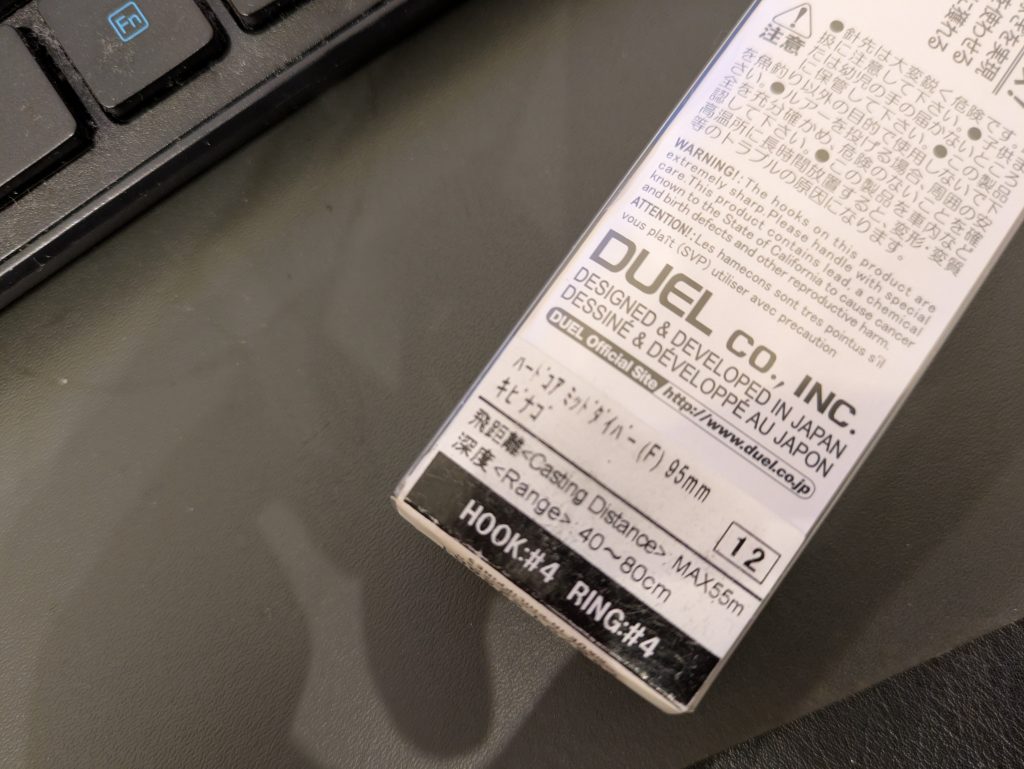 Fn
注意
●針先は大変鋭く危険です。
的に注意して下さい。●子供ま
たは幼児の手の届かないところ
に保管して下さい。●この製品
を魚釣り以外の目的で使用しないで下
さい。●ルアーを投げる場合、周囲の安
全を充分確かめ、危険のないことを確
認して下さい。●この製品を車内など
高温所に長時間放置すると、変形・変質
等のトラブルの原因になります。
WARNING!: The hooks on this product are
extremely sharp. Please handle with special
care. This product contains lead, a chemical
known to the State of California to cause cancer
and birth defects and other reproductive harm.
ATTENTION!: Les hamecons sont tres pointus s'il
vous plaît (SVP) utiliser avec precaution
DUEL CO., INC.
DESIGNED & DEVELOPED IN JAPAN
DESSINÉ & DÉVELOPPÉ AU JAPON
DUEL Official Site http://www.duel.co.jp
ハードコア ミッドダイバー (F) 95mm
キビナゴ
12
飛距離<Casting Distance> MAX55m
深度<Range> 40～80cm
HOOK:#4 RING:#4